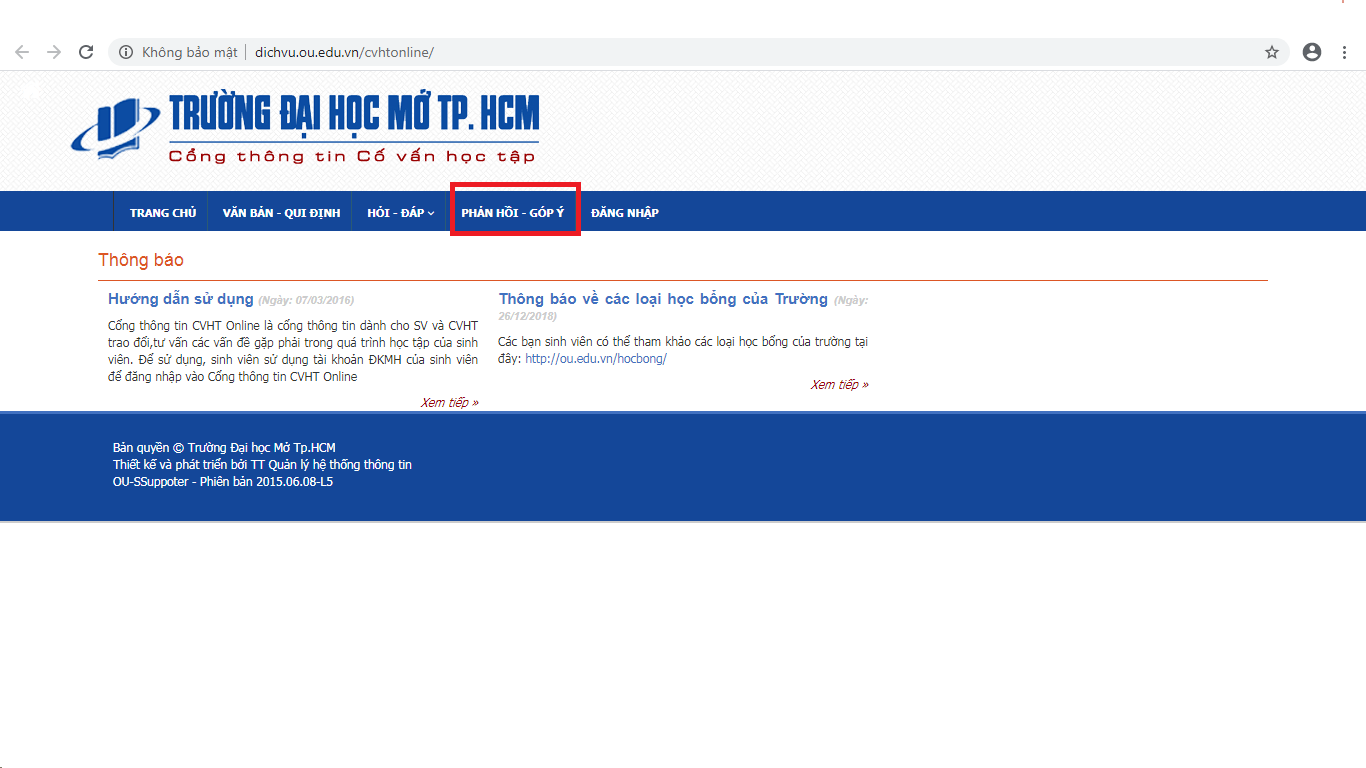 Không bảo mật | dichvu.ou.edu.vn/cvhtonline/
TRƯỜNG ĐẠI HỌC MỞ TP. HCM
Cổng thông tin Cố vấn học tập
TRANG CHỦ VĂN BẢN - QUI ĐỊNH HỎI - ĐÁP PHẢN HỒI - GÓP Ý ĐĂNG NHẬP
Thông báo
Hướng dẫn sử dụng (Ngày: 07/03/2016)
Cổng thông tin CVHT Online là cổng thông tin dành cho SV và CVHT
trao đổi,tư vấn các vấn đề gặp phải trong quá trình học tập của sinh
viên. Để sử dụng, sinh viên sử dụng tài khoản ĐKMH của sinh viên
để đăng nhập vào Cổng thông tin CVHT Online
Xem tiếp »
Thông báo về các loại học bổng của Trường (Ngày:
26/12/2018)
Các bạn sinh viên có thể tham khảo các loại học bổng của trường tại
đây: http://ou.edu.vn/hocbong/
Xem tiếp »
Bản quyền © Trường Đại học Mở Tp.HCM
Thiết kế và phát triển bởi TT Quản lý hệ thống thông tin
OU-SSuppoter - Phiên bản 2015.06.08-L5